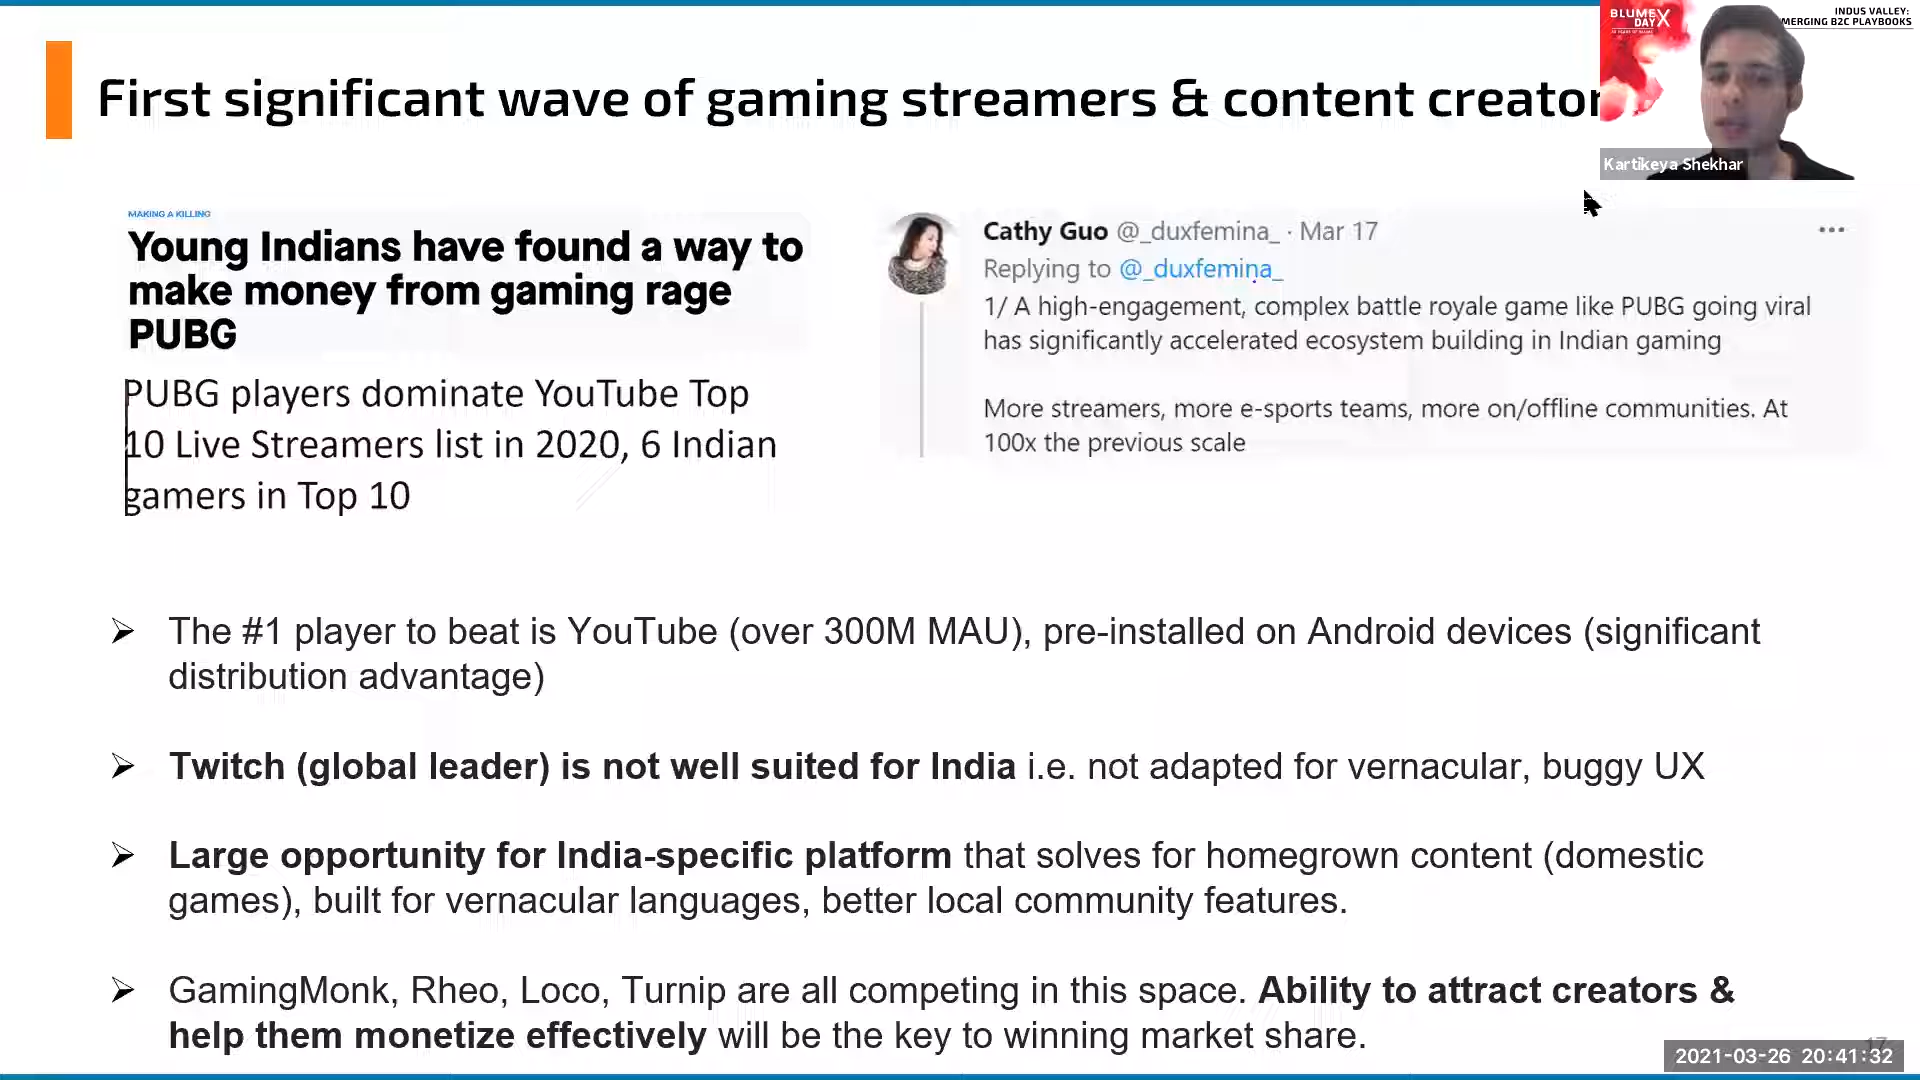 INDUS VALLEY:
MERGING B2C PLAYBOOKS
BLUME
DAY X
First significant wave of gaming streamers & content creator
Kartikeya Shekhar
MAKING A KILLING
Young Indians have found a way to
make money from gaming rage
PUBG
PUBG players dominate YouTube Top
10 Live Streamers list in 2020, 6 Indian
gamers in Top 10
Cathy Guo @_duxfemina_ · Mar 17
Replying to @_duxfemina_
1/ A high-engagement, complex battle royale game like PUBG going viral
has significantly accelerated ecosystem building in Indian gaming
More streamers, more e-sports teams, more on/offline communities. At
100x the previous scale
➢ The #1 player to beat is YouTube (over 300M MAU), pre-installed on Android devices (significant
distribution advantage)
➢ Twitch (global leader) is not well suited for India i.e. not adapted for vernacular, buggy UX
➢ Large opportunity for India-specific platform that solves for homegrown content (domestic
games), built for vernacular languages, better local community features.
➢ GamingMonk, Rheo, Loco, Turnip are all competing in this space. Ability to attract creators &
help them monetize effectively will be the key to winning market share.
17
2021-03-26 20:41:32